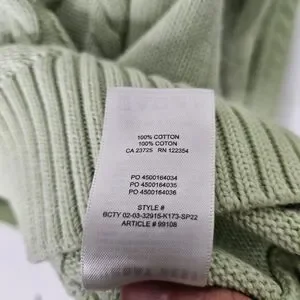 100% COTTON
100% COTON
CA 23725 RN 122354
PO 4500164034
PO 4500164035
PO 4500164036
STYLE #
BCTY 02-03-32915-K173-SP22
ARTICLE # 99108